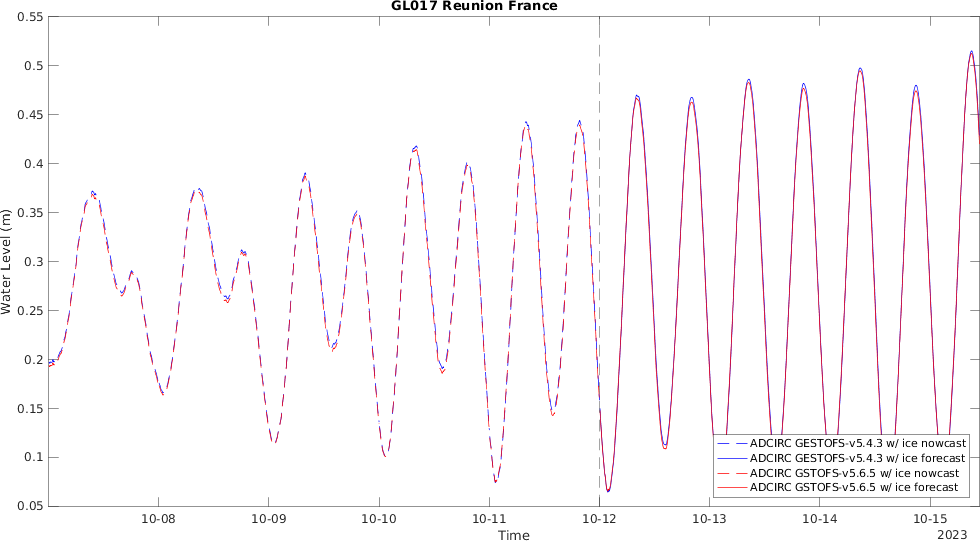 GL017 Reunion France
Water Level (m)
0.55
0.5
0.45
0.4
0.35
0.3
0.25
0.2
0.15
0.1
0.05
ADCIRC GESTOFS-v5.4.3 w/ ice nowcast
ADCIRC GESTOFS-v5.4.3 w/ ice forecast
ADCIRC GSTOFS-v5.6.5 w/ ice nowcast
ADCIRC GSTOFS-v5.6.5 w/ ice forecast
10-08 10-09 10-10 10-11 10-12 10-13 10-14 10-15
Time
2023